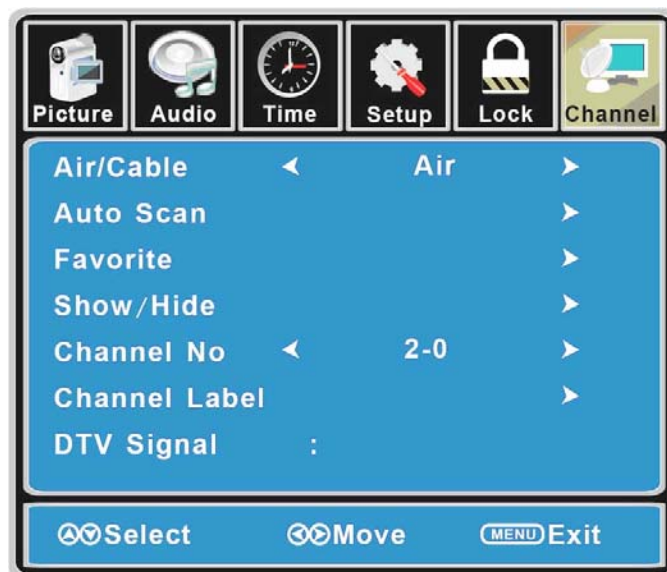 Picture Audio Time Setup Lock Channel
Air/Cable Air
Auto Scan
Favorite
Show/Hide
Channel No 2-0
Channel Label
DTV Signal :
Select Move MENU Exit